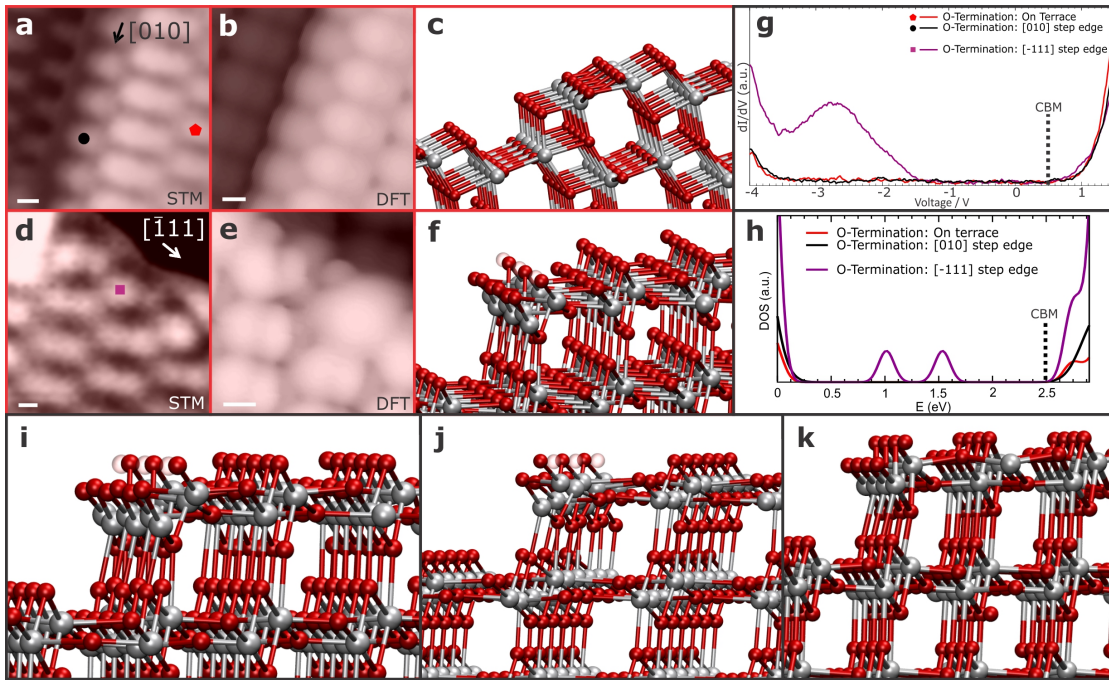 a
[010]
STM
b
DFT
c
g
O-Termination: On Terrace
O-Termination: [010] step edge
O-Termination: [-111] step edge
dI/dV (a.u.)
CBM
-4 -3 -2 -1 0 1
Voltage / V
d
[1̄11]
STM
e
DFT
f
h
O-Termination: On terrace
O-Termination: [010] step edge
O-Termination: [-111] step edge
DOS (a.u.)
CBM
0 1 1.5 2 2.5
E (eV)
i
j
k